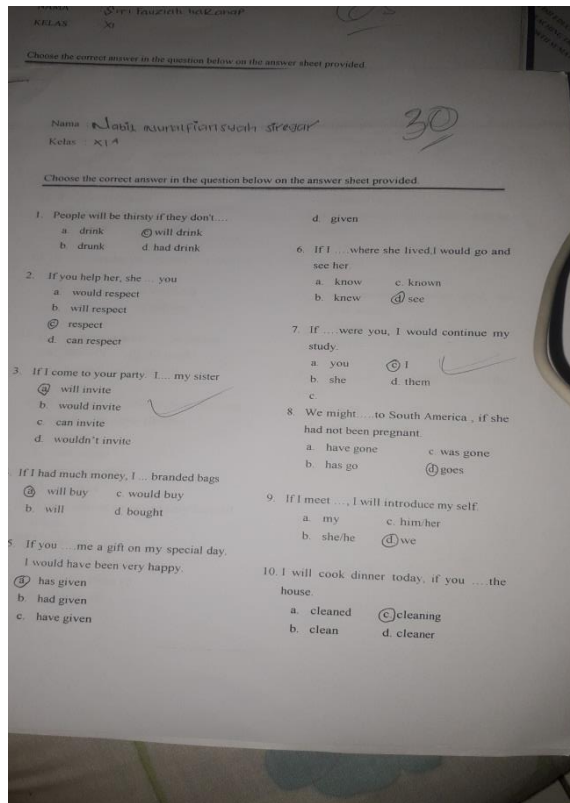 KELAS XI
Choose the correct answer in the question below on the answer sheet provided
Nama :
Kelas : XI A
30
Choose the correct answer in the question below on the answer sheet provided.
1. People will be thirsty if they don't....
a. drink c. will drink
b. drunk d. had drink
2. If you help her, she ... you
a. would respect
b. will respect
c. respect
d. can respect
3. If I come to your party. I.... my sister
a. will invite
b. would invite
c. can invite
d. wouldn't invite
If I had much money, I ... branded bags
a. will buy c. would buy
b. will d. bought
5. If you ....me a gift on my special day,
I would have been very happy.
a. has given
b. had given
c. have given
d. given
6. If I ....where she lived,I would go and
see her
a. know c. known
b. knew d. see
7. If ....were you, I would continue my
study.
a. you c. I
b. she d. them
c.
8. We might....to South America , if she
had not been pregnant.
a. have gone c. was gone
b. has go d. goes
9. If I meet ..., I will introduce my self.
a. my c. him/her
b. she/he d. we
10. I will cook dinner today, if you ....the
house.
a. cleaned c. cleaning
b. clean d. cleaner